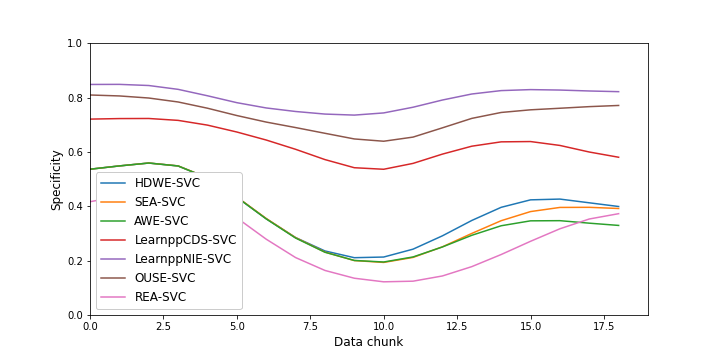 1.0
0.8
0.6
0.4
0.2
0.0
Specificity
HDWE-SVC
SEA-SVC
AWE-SVC
LearnppCDS-SVC
LearnppNIE-SVC
OUSE-SVC
REA-SVC
0.0 2.5 5.0 7.5 10.0 12.5 15.0 17.5
Data chunk